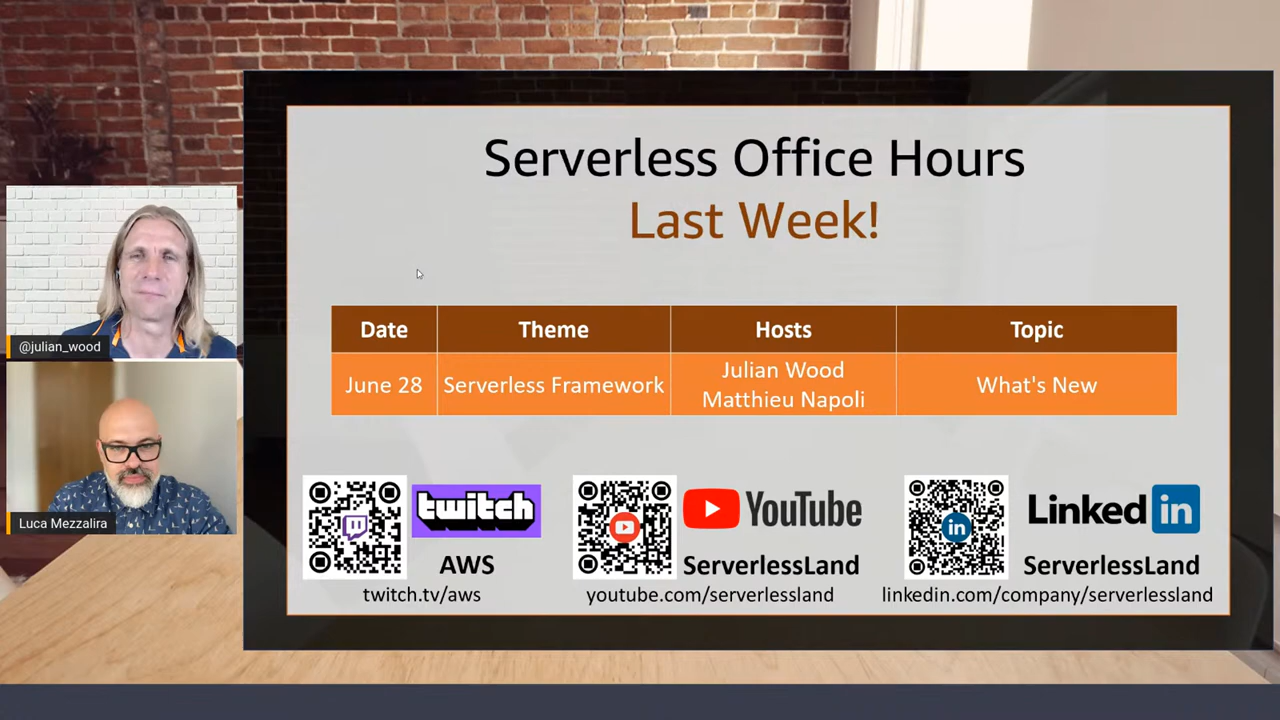 Serverless Office Hours
Last Week!
Date Theme Hosts Topic
June 28 Serverless Framework Julian Wood Matthieu Napoli What's New
twitch
AWS
twitch.tv/aws
YouTube
ServerlessLand
youtube.com/serverlessland
Linked in
ServerlessLand
linkedin.com/company/serverlessland
@julian_wood
Luca Mezzalira